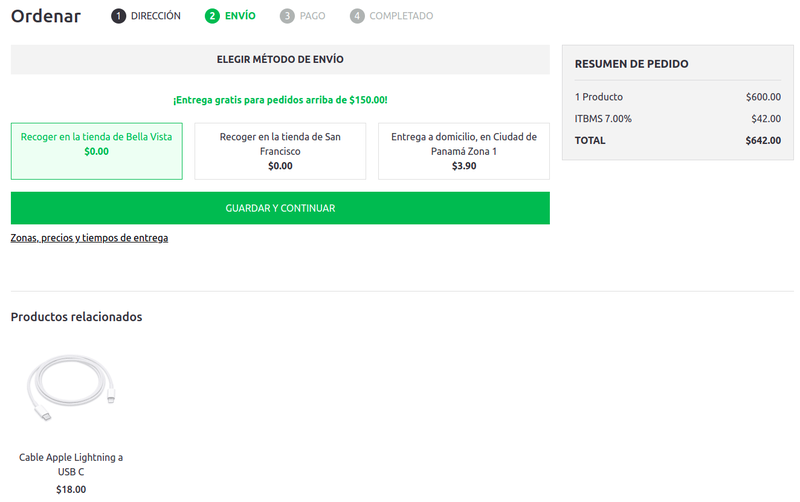 Ordenar
1 DIRECCIÓN
2 ENVÍO
3 PAGO
4 COMPLETADO
ELEGIR MÉTODO DE ENVÍO
¡Entrega gratis para pedidos arriba de $150.00!
Recoger en la tienda de Bella Vista
$0.00
Recoger en la tienda de San
Francisco
$0.00
Entrega a domicilio, en Ciudad de
Panamá Zona 1
$3.90
GUARDAR Y CONTINUAR
Zonas, precios y tiempos de entrega
RESUMEN DE PEDIDO
1 Producto $600.00
ITBMS 7.00% $42.00
TOTAL $642.00
Productos relacionados
Cable Apple Lightning a
USB C
$18.00